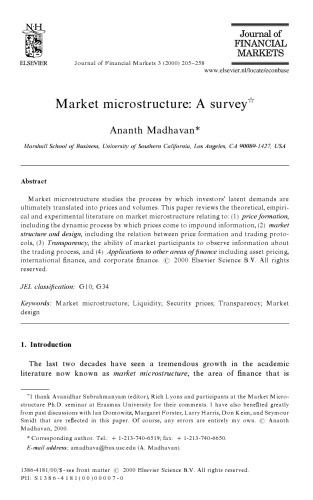 N·H
ELSEVIER
Journal of Financial Markets 3 (2000) 205–258
Journal of
FINANCIAL
MARKETS
www.elsevier.nl/locate/econbase
Market microstructure: A survey☆
Ananth Madhavan*
Marshall School of Business, University of Southern California, Los Angeles, CA 90089-1427, USA
Abstract
Market microstructure studies the process by which investors' latent demands are
ultimately translated into prices and volumes. This paper reviews the theoretical, empiri-
cal and experimental literature on market microstructure relating to: (1) price formation,
including the dynamic process by which prices come to impound information, (2) market
structure and design, including the relation between price formation and trading proto-
cols, (3) Transparency, the ability of market participants to observe information about
the trading process, and (4) Applications to other areas of finance including asset pricing,
international finance, and corporate finance. © 2000 Elsevier Science B.V. All rights
reserved.
JEL classification: G10; G34
Keywords: Market microstructure; Liquidity; Security prices; Transparency; Market
design
1. Introduction
The last two decades have seen a tremendous growth in the academic
literature now known as market microstructure, the area of finance that is
☆I thank Avanidhar Subrahmanyam (editor), Rich Lyons and participants at the Market Micro-
structure Ph.D. seminar at Erasmus University for their comments. I have also benefited greatly
from past discussions with Ian Domowitz, Margaret Forster, Larry Harris, Don Keim, and Seymour
Smidt that are reflected in this paper. Of course, any errors are entirely my own. © Ananth
Madhavan, 2000.
* Corresponding author. Tel.: + 1-213-740-6519; fax: + 1-213-740-6650.
E-mail address: amadhava@bus.usc.edu (A. Madhavan).
1386-4181/00/$ - see front matter © 2000 Elsevier Science B.V. All rights reserved.
PII: S 1 3 8 6 - 4 1 8 1 ( 0 0 ) 0 0 0 0 7 - 0